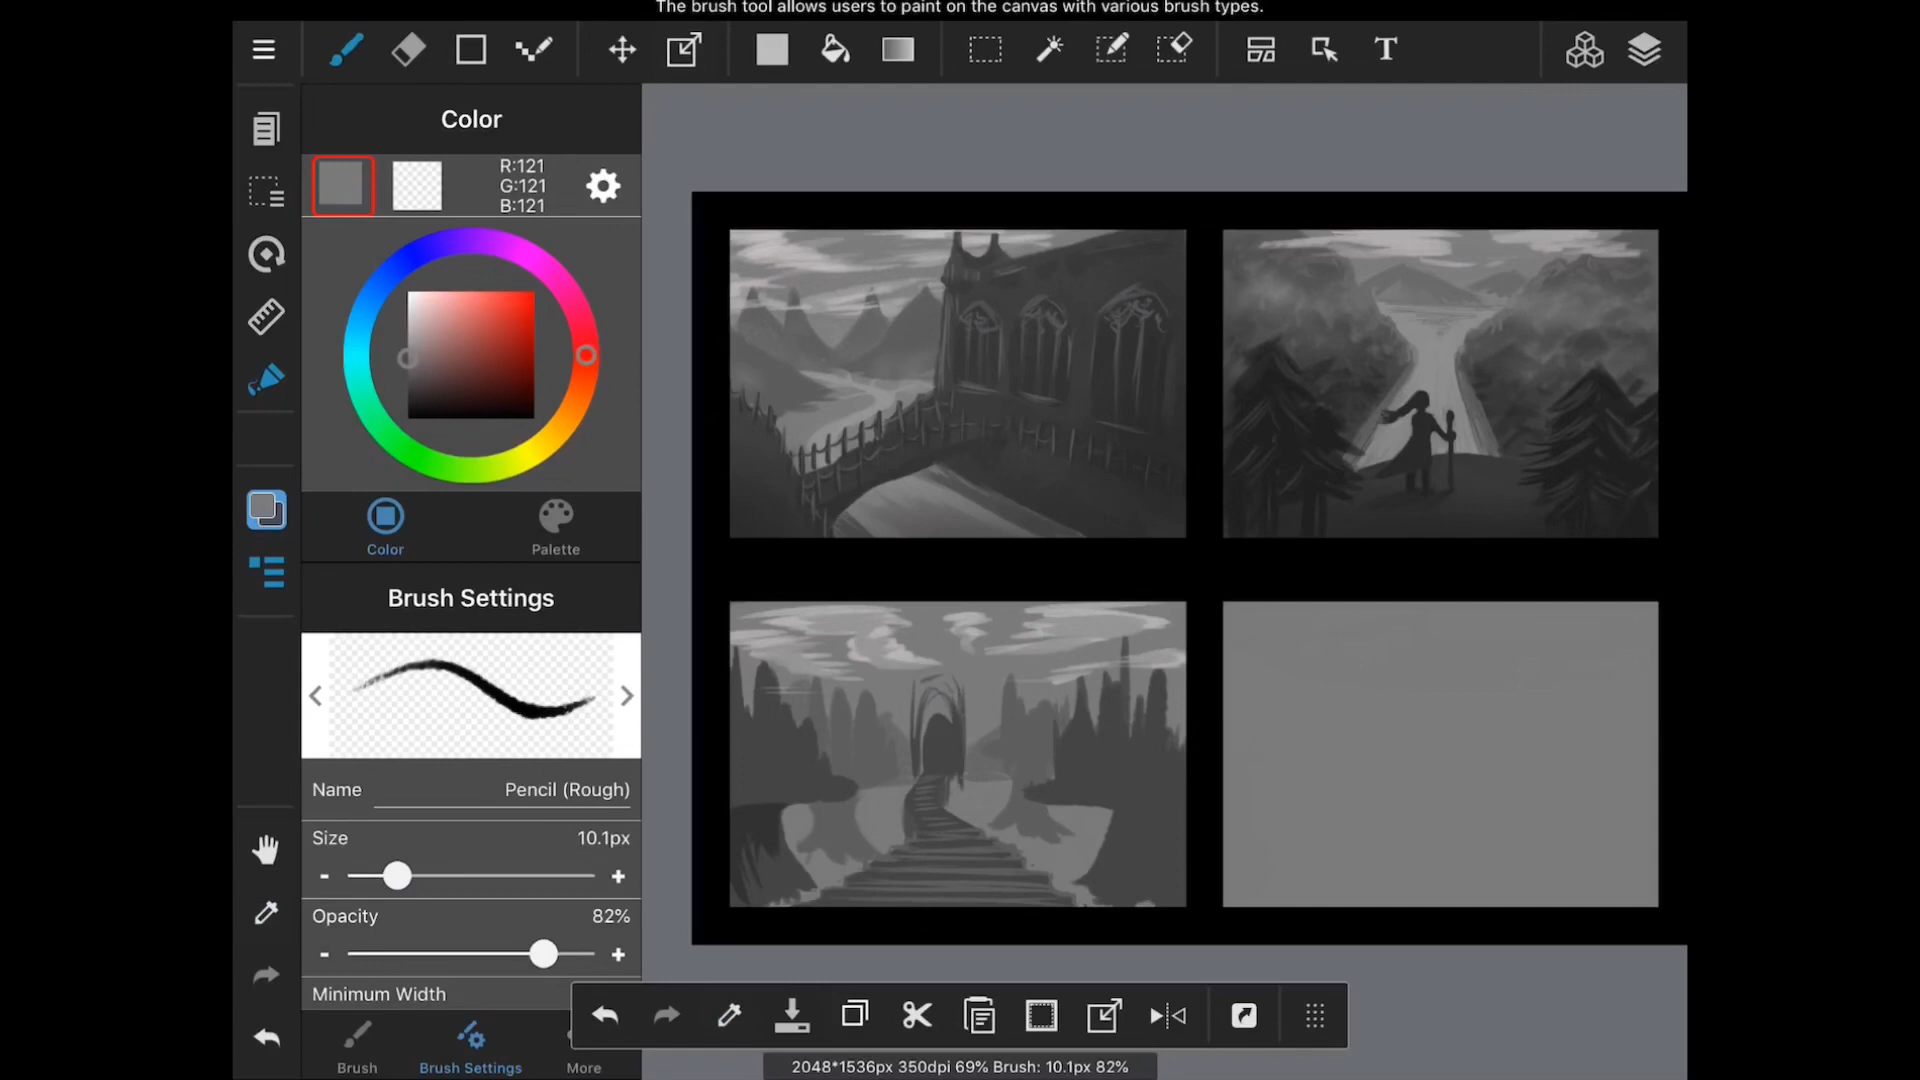 The brush tool allows users to paint on the canvas with various brush types.
T
Color
R:121
G:121
B:121
Color
Palette
Brush Settings
Name
Pencil (Rough)
Size
10.1px
-
+
Opacity
82%
-
+
Minimum Width
Brush
Brush Settings
More
2048*1536px 350dpi 69% Brush: 10.1px 82%